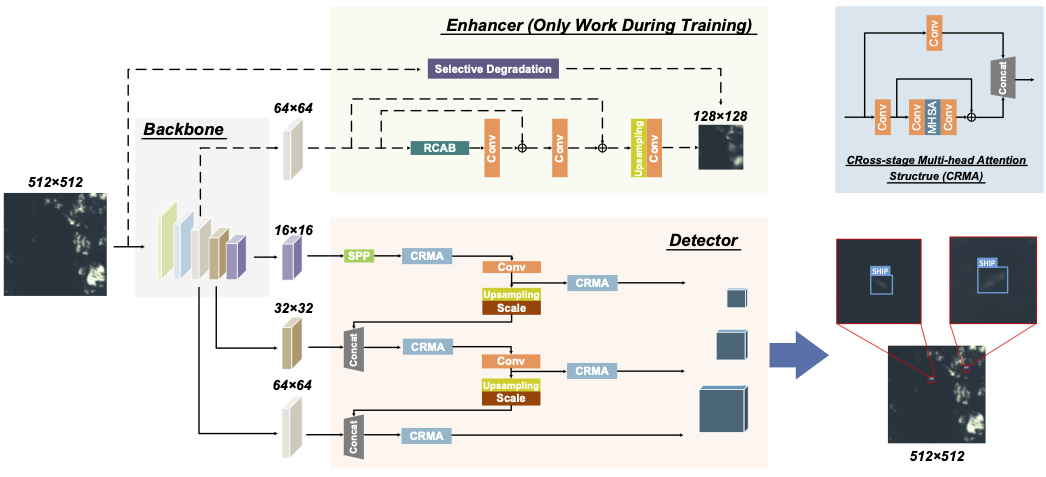 Enhancer (Only Work During Training)
Selective Degradation
64×64
128×128
RCAB
Conv
Conv
Upsampling
Conv
Conv
Concat
Conv
Conv
MHSA
Conv
CRoss-stage Multi-head Attention
Structrue (CRMA)
Backbone
512×512
16×16
Detector
SPP
CRMA
Conv
CRMA
Upsampling
Scale
32×32
Concat
CRMA
Conv
CRMA
Upsampling
Scale
64×64
Concat
CRMA
SHIP
SHIP
512×512